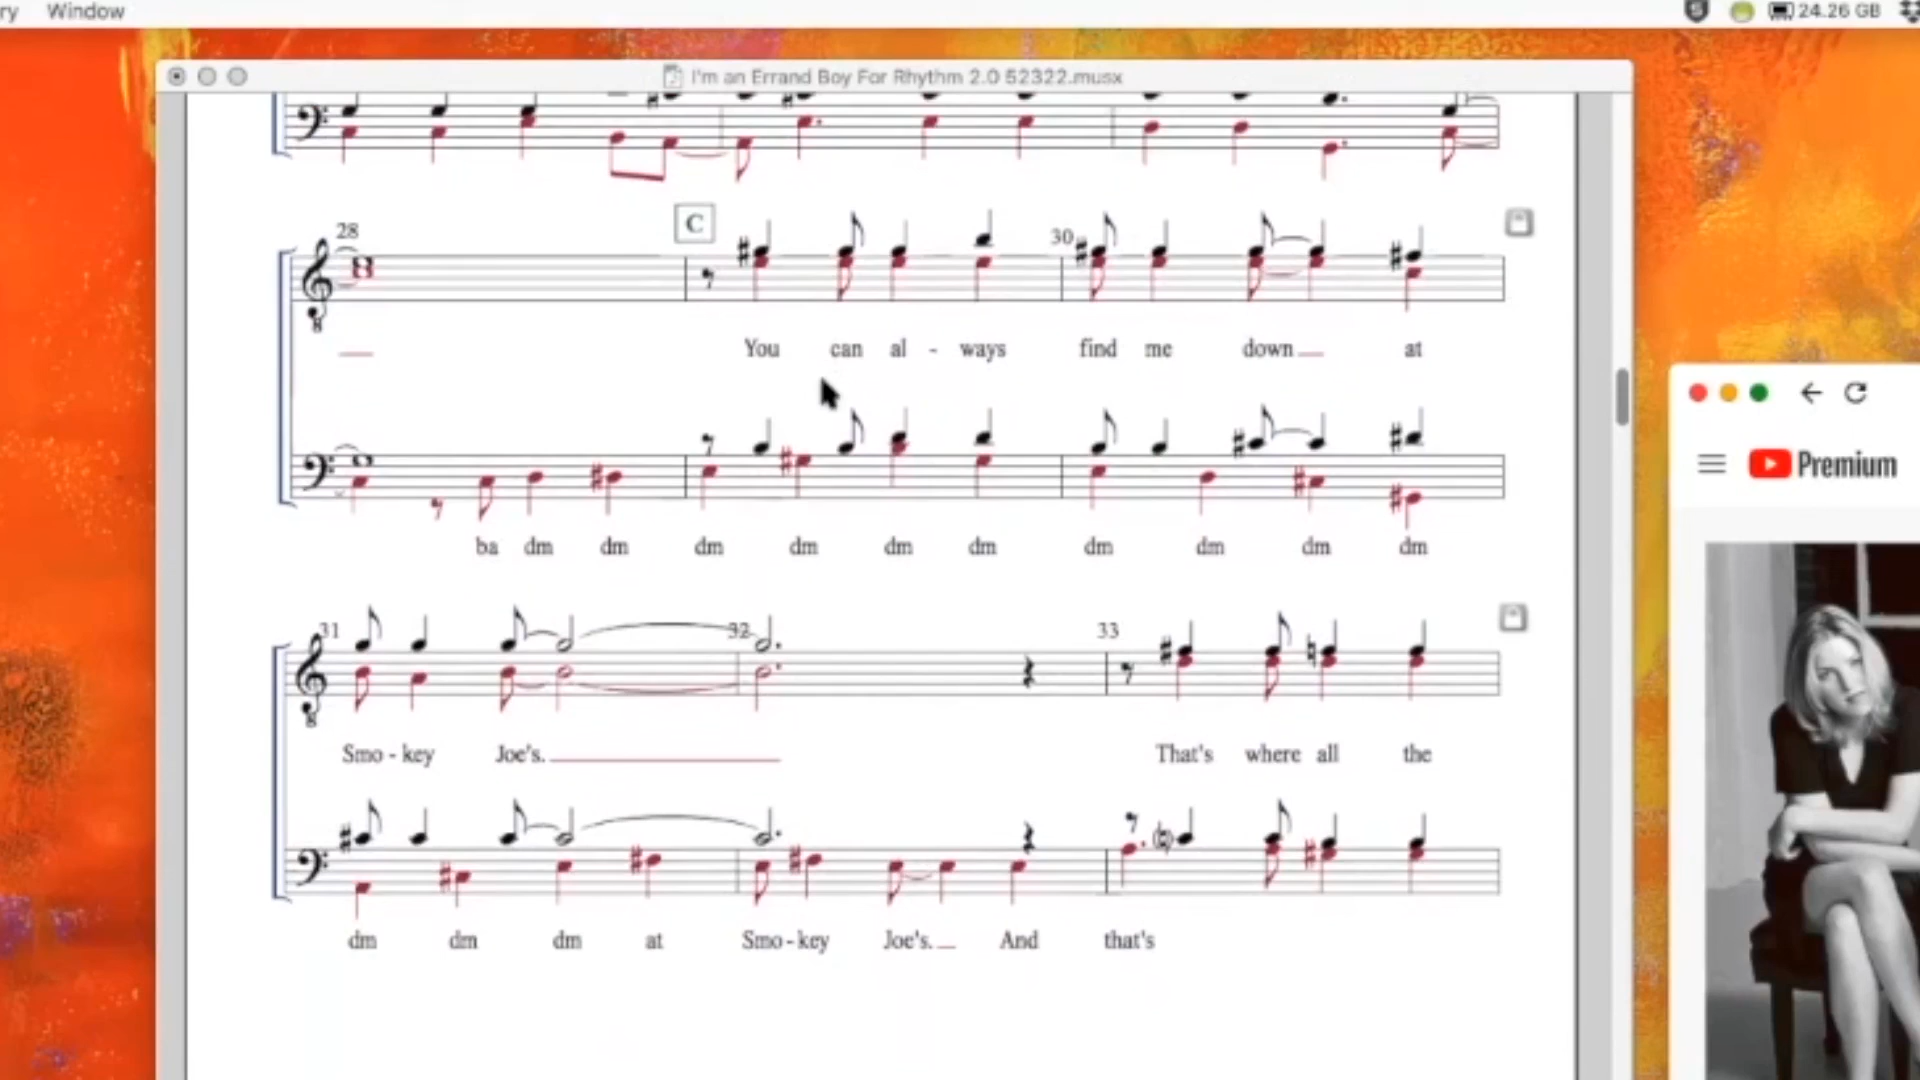 Window
24.26 GB
I'm an Errand Boy For Rhythm 2.0 52322.musx
28
C
30
8
You can al - ways find me down at
ba dm dm dm dm dm dm dm dm dm dm
31
32
33
8
Smo - key Joe's. That's where all the
dm dm dm at Smo - key Joe's. And that's
Premium